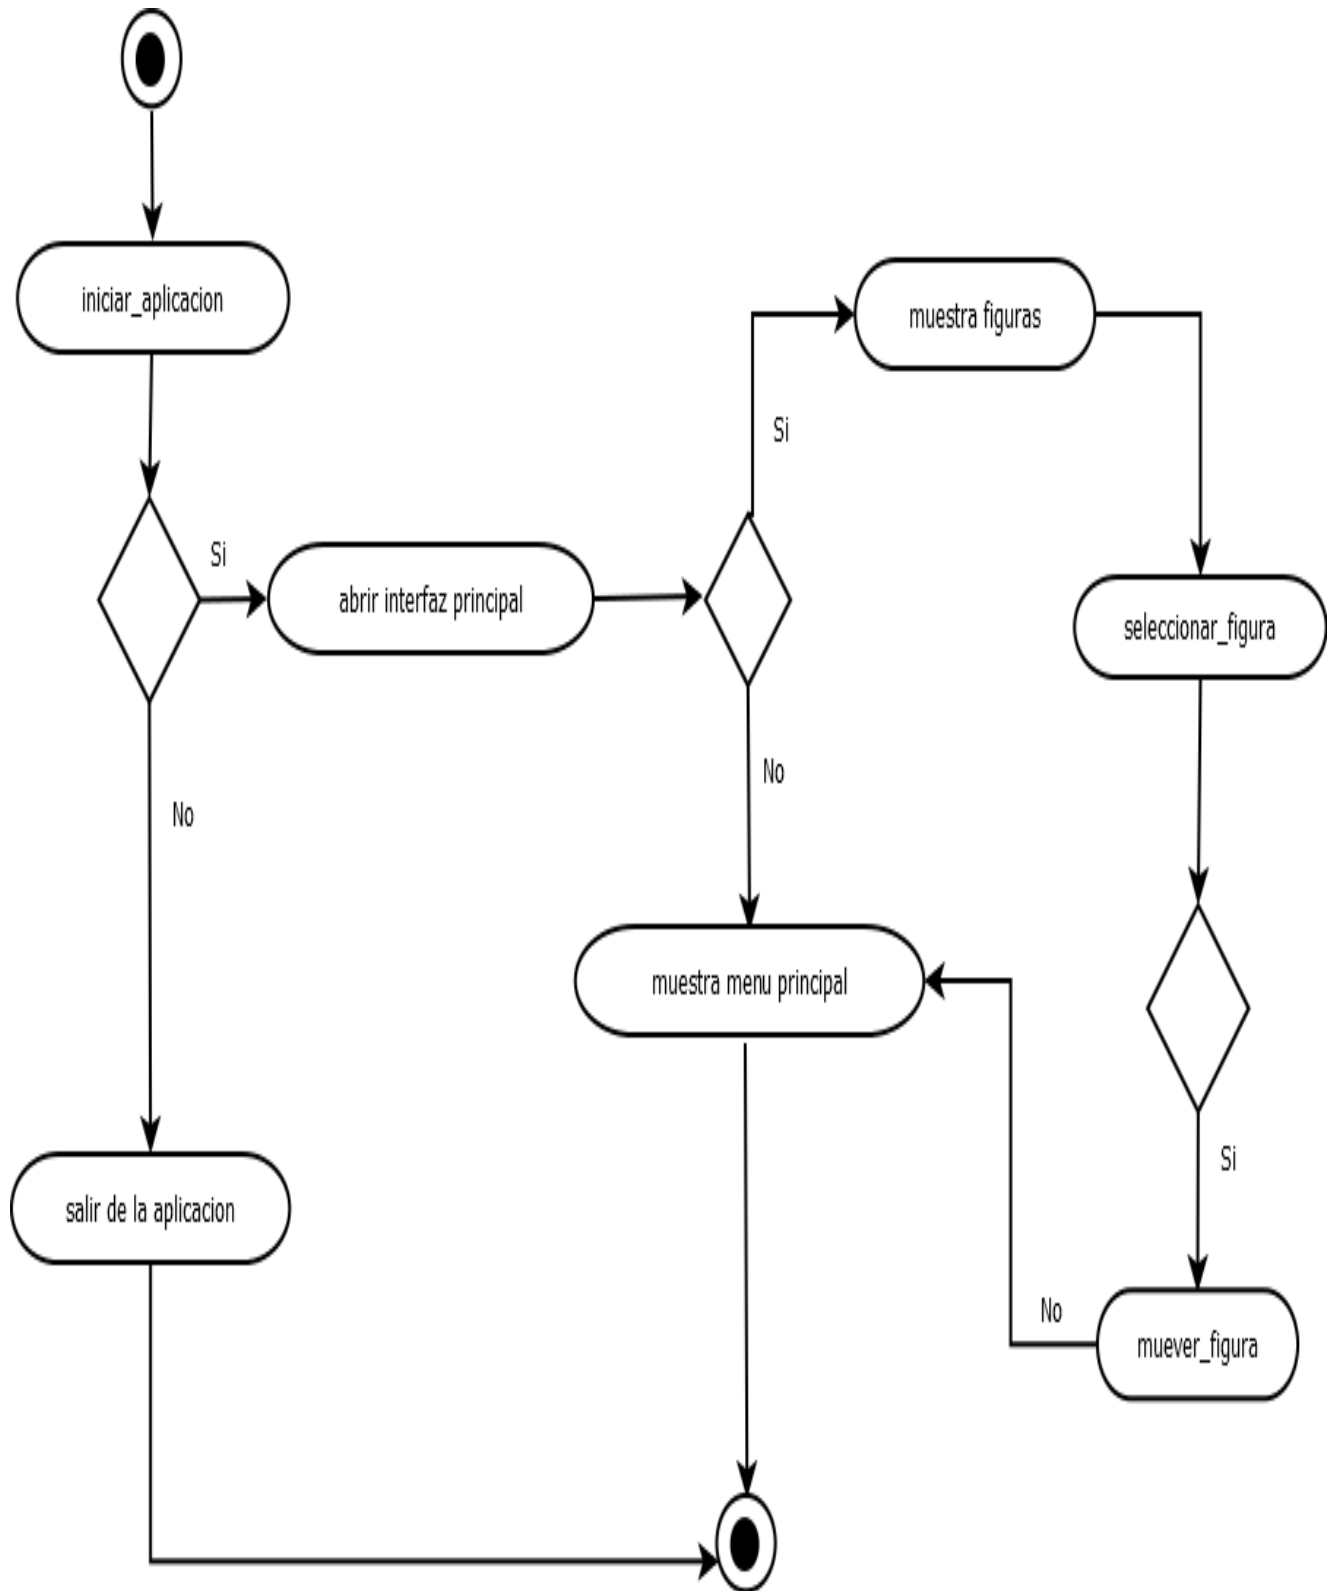 iniciar_aplicacion
muestra figuras
Si
Si
abrir interfaz principal
seleccionar_figura
No
No
muestra menu principal
Si
salir de la aplicacion
No
muever_figura